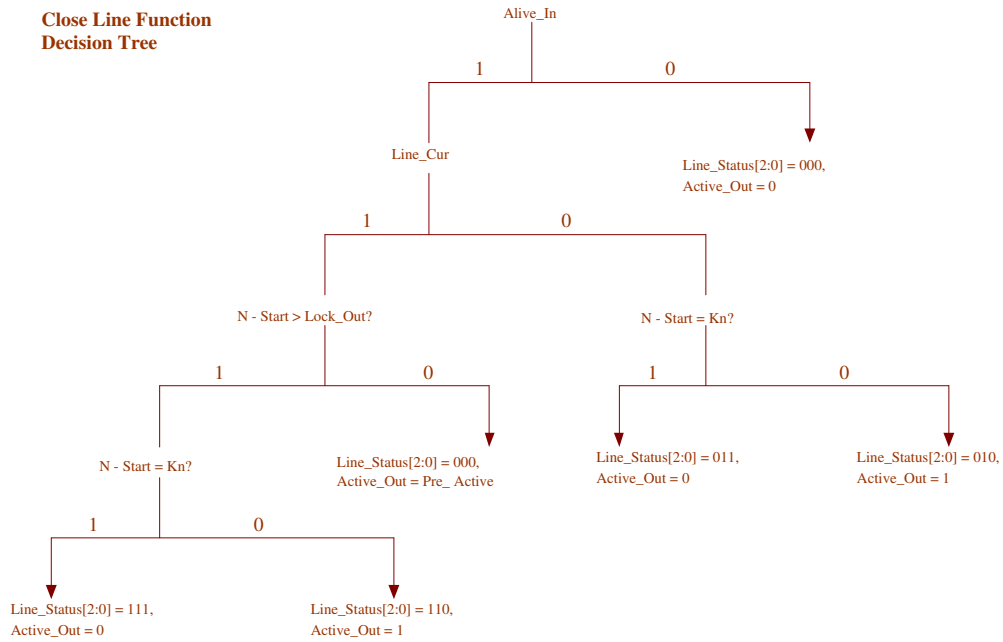 Close Line Function
Decision Tree
Alive_In
1
0
Line_Cur
Line_Status[2:0] = 000,
Active_Out = 0
1
0
N - Start > Lock_Out?
N - Start = Kn?
1
0
1
0
N - Start = Kn?
Line_Status[2:0] = 000,
Active_Out = Pre_ Active
Line_Status[2:0] = 011,
Active_Out = 0
Line_Status[2:0] = 010,
Active_Out = 1
1
0
Line_Status[2:0] = 111,
Active_Out = 0
Line_Status[2:0] = 110,
Active_Out = 1